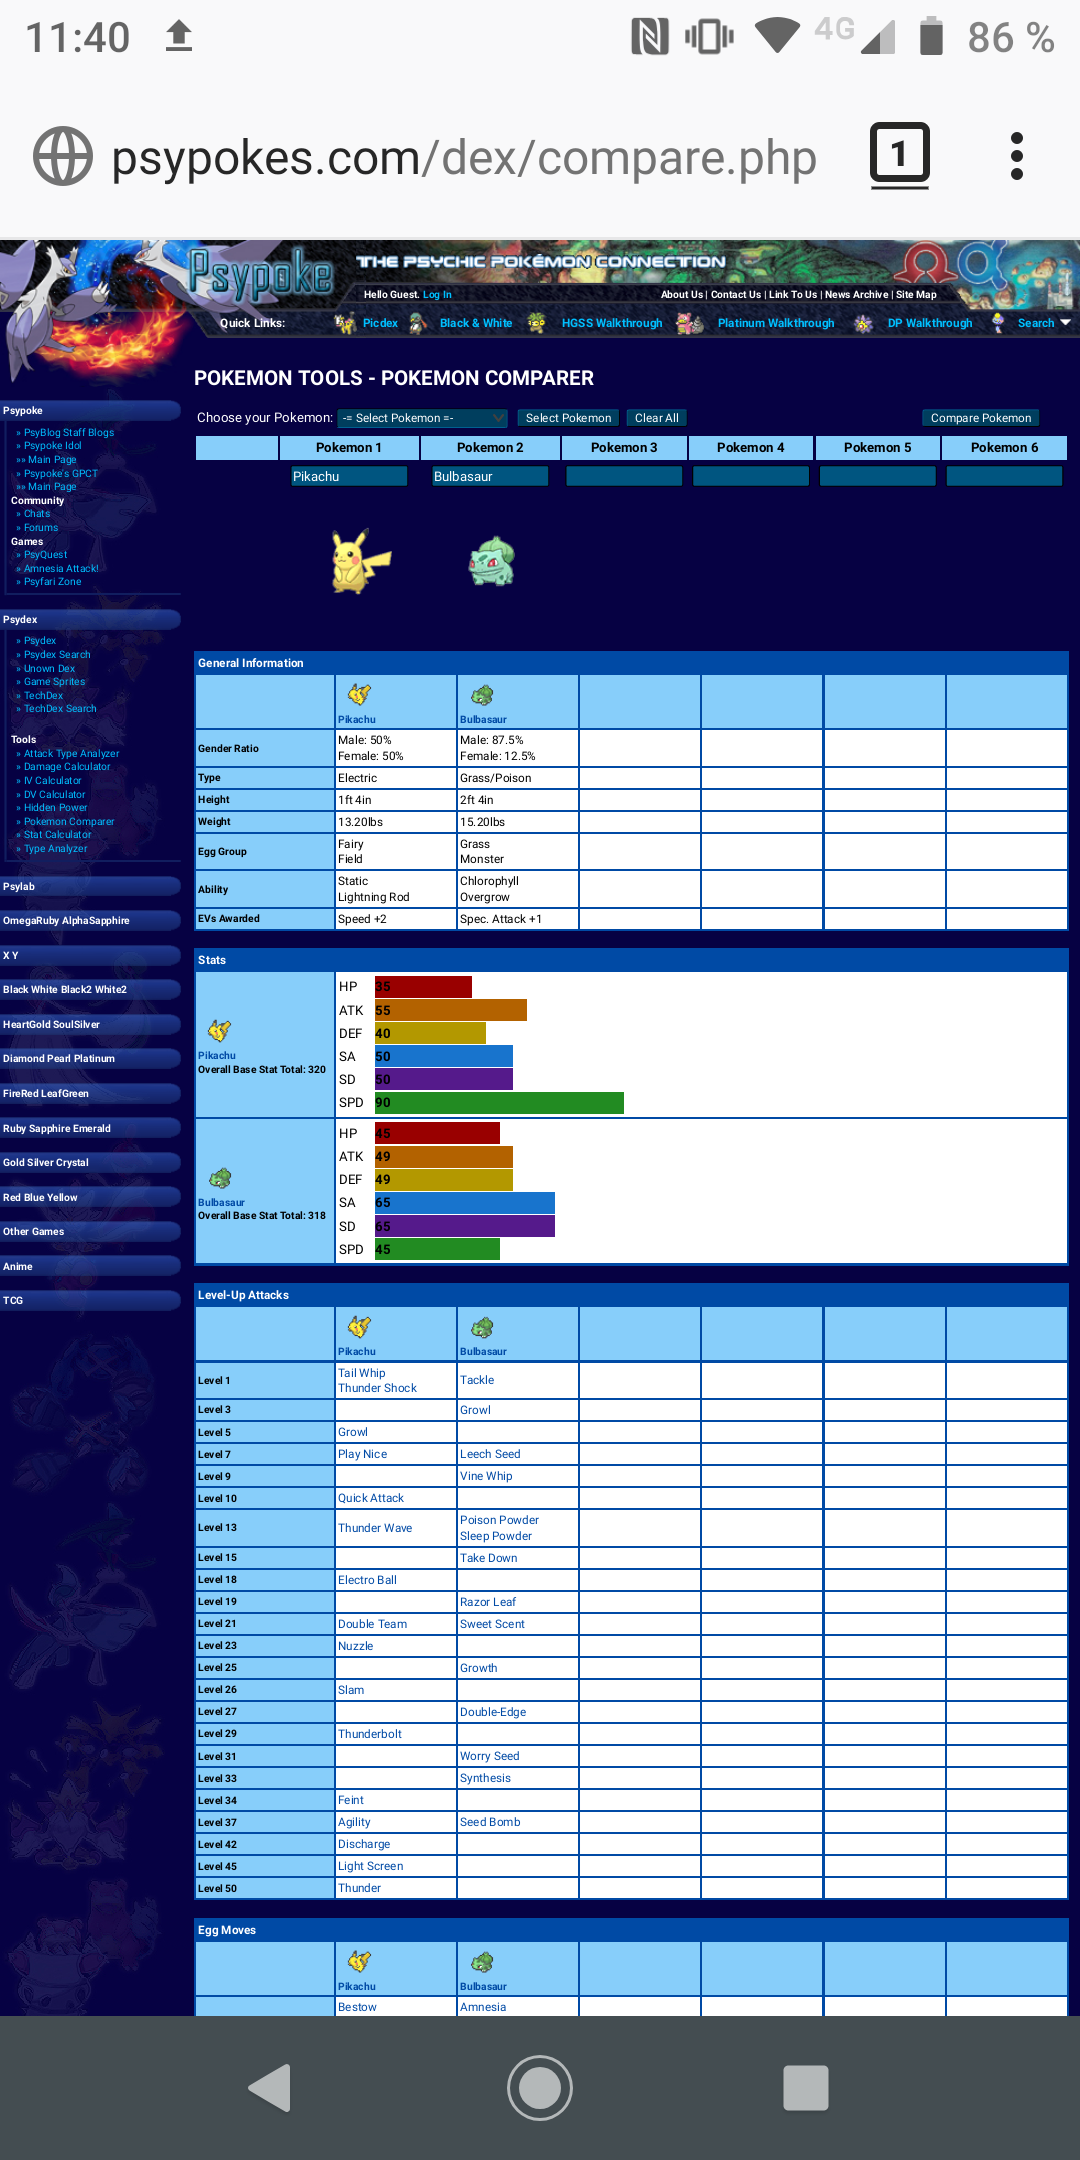 11:40
4G
86 %
psypokes.com/dex/compare.php
1
Psypoke
THE PSYCHIC POKÉMON CONNECTION
Hello Guest. Log In
About Us | Contact Us | Link To Us | News Archive | Site Map
Quick Links: Picdex Black & White HGSS Walkthrough Platinum Walkthrough DP Walkthrough Search
Psypoke
» PsyBlog Staff Blogs
» Psypoke Idol
»» Main Page
» Psypoke's GPCT
»» Main Page
Community
» Chats
» Forums
Games
» PsyQuest
» Amnesia Attack!
» Psyfari Zone
Psydex
» Psydex
» Psydex Search
» Unown Dex
» Game Sprites
» TechDex
» TechDex Search
Tools
» Attack Type Analyzer
» Damage Calculator
» IV Calculator
» DV Calculator
» Hidden Power
» Pokemon Comparer
» Stat Calculator
» Type Analyzer
Psylab
OmegaRuby AlphaSapphire
X Y
Black White Black2 White2
HeartGold SoulSilver
Diamond Pearl Platinum
FireRed LeafGreen
Ruby Sapphire Emerald
Gold Silver Crystal
Red Blue Yellow
Other Games
Anime
TCG
POKEMON TOOLS - POKEMON COMPARER
Choose your Pokemon: -= Select Pokemon =- Select Pokemon Clear All Compare Pokemon
Pokemon 1 Pokemon 2 Pokemon 3 Pokemon 4 Pokemon 5 Pokemon 6
Pikachu Bulbasaur
General Information
Pikachu Bulbasaur
Gender Ratio
Male: 50% Male: 87.5%
Female: 50% Female: 12.5%
Type Electric Grass/Poison
Height 1ft 4in 2ft 4in
Weight 13.20lbs 15.20lbs
Egg Group
Fairy Grass
Field Monster
Ability
Static Chlorophyll
Lightning Rod Overgrow
EVs Awarded Speed +2 Spec. Attack +1
Stats
Pikachu
Overall Base Stat Total: 320
HP 35
ATK 55
DEF 40
SA 50
SD 50
SPD 90
Bulbasaur
Overall Base Stat Total: 318
HP 45
ATK 49
DEF 49
SA 65
SD 65
SPD 45
Level-Up Attacks
Pikachu Bulbasaur
Level 1
Tail Whip Tackle
Thunder Shock
Level 3 Growl
Level 5 Growl
Level 7 Play Nice Leech Seed
Level 9 Vine Whip
Level 10 Quick Attack
Level 13 Thunder Wave Poison Powder
Sleep Powder
Level 15 Take Down
Level 18 Electro Ball
Level 19 Razor Leaf
Level 21 Double Team Sweet Scent
Level 23 Nuzzle
Level 25 Growth
Level 26 Slam
Level 27 Double-Edge
Level 29 Thunderbolt
Level 31 Worry Seed
Level 33 Synthesis
Level 34 Feint
Level 37 Agility Seed Bomb
Level 42 Discharge
Level 45 Light Screen
Level 50 Thunder
Egg Moves
Pikachu Bulbasaur
Bestow Amnesia